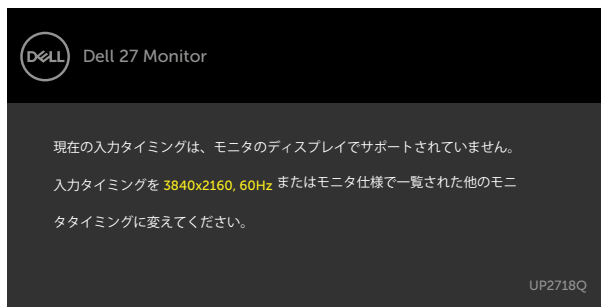 DELL
Dell 27 Monitor
現在の入力タイミングは、モニタのディスプレイでサポートされていません。
入力タイミングを 3840x2160, 60Hz またはモニタ仕様で一覧された他のモニ
タタイミングに変えてください。
UP2718Q